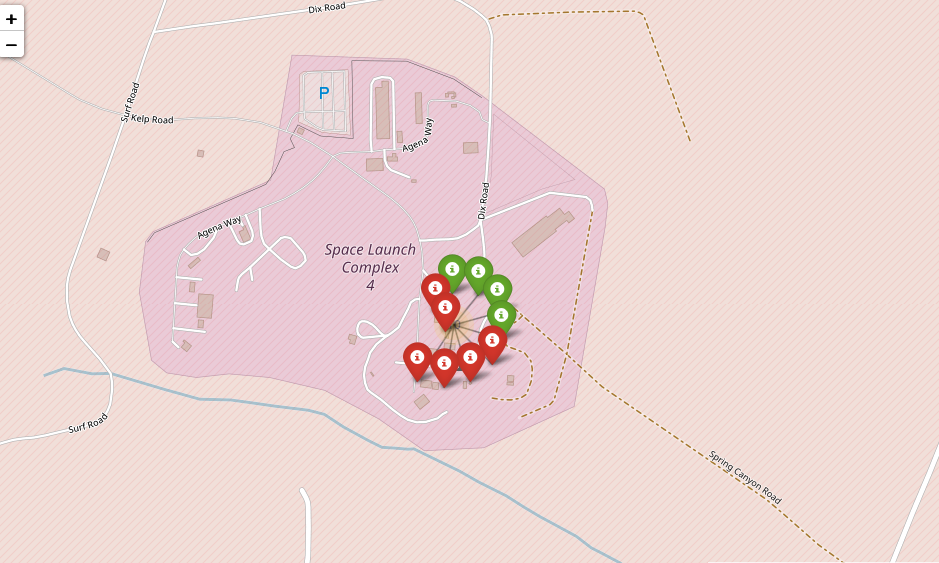 +
−
Dix Road
P
Surf Road
Kelp Road
Agena Way
Dix Road
Agena Way
Space Launch
Complex
4
i
i
i
i
i
i
i
i
i
i
Surf Road
Spring Canyon Road